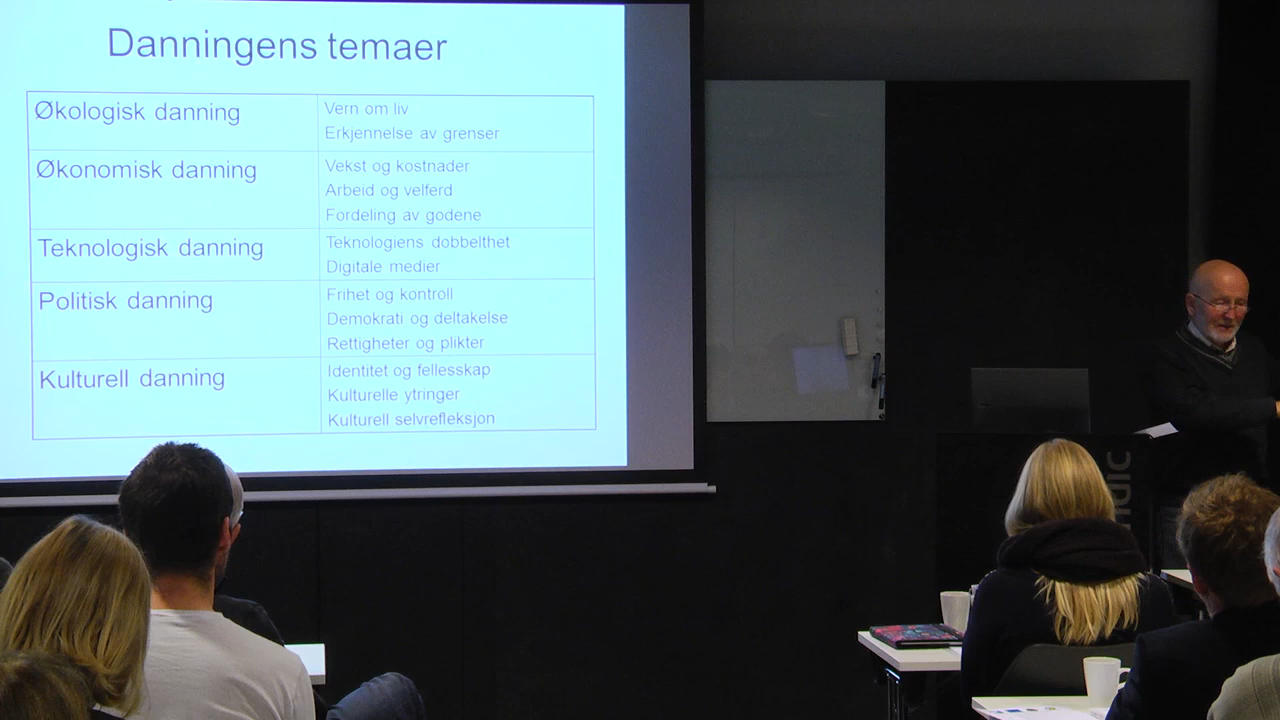 Danningens temaer
Økologisk danning
Vern om liv
Erkjennelse av grenser
Økonomisk danning
Vekst og kostnader
Arbeid og velferd
Fordeling av godene
Teknologisk danning
Teknologiens dobbelthet
Digitale medier
Politisk danning
Frihet og kontroll
Demokrati og deltakelse
Rettigheter og plikter
Kulturell danning
Identitet og fellesskap
Kulturelle ytringer
Kulturell selvrefleksjon